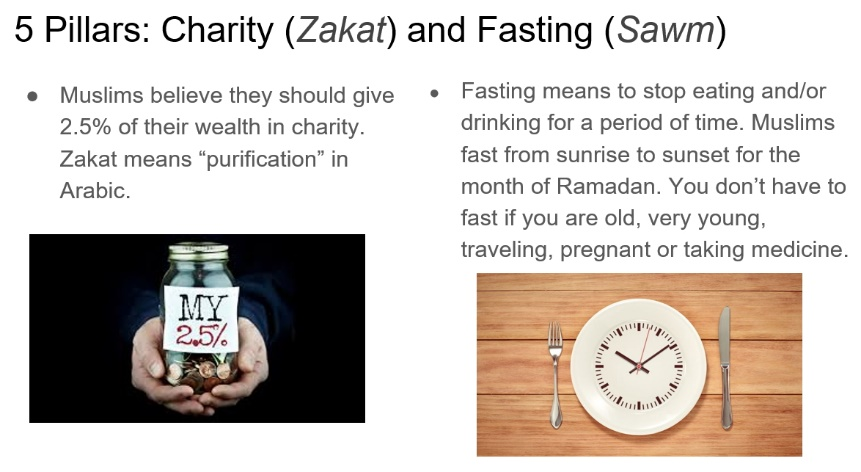 5 Pillars: Charity (Zakat) and Fasting (Sawm)
● Muslims believe they should give
2.5% of their wealth in charity.
Zakat means “purification” in
Arabic.
MY
2.5%
● Fasting means to stop eating and/or
drinking for a period of time. Muslims
fast from sunrise to sunset for the
month of Ramadan. You don’t have to
fast if you are old, very young,
traveling, pregnant or taking medicine.